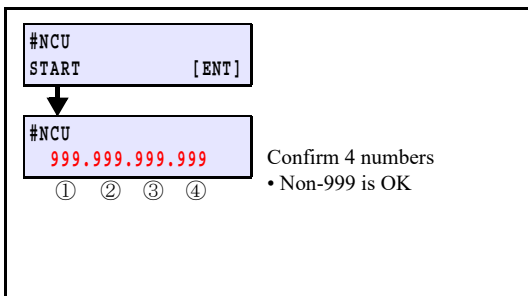 #NCU
START [ENT]
#NCU
999.999.999.999
① ② ③ ④
Confirm 4 numbers
• Non-999 is OK